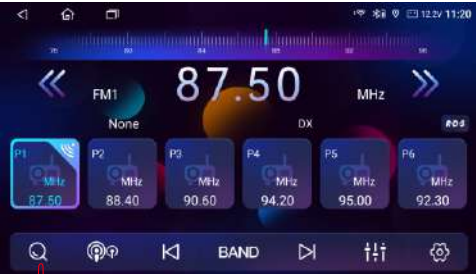 12.2V 11:20
FM1 87.50 MHz
None DX RDS
P1 P2 P3 P4 P5 P6
MHz MHz MHz MHz MHz MHz
87.50 88.40 90.60 94.20 95.00 92.30
BAND